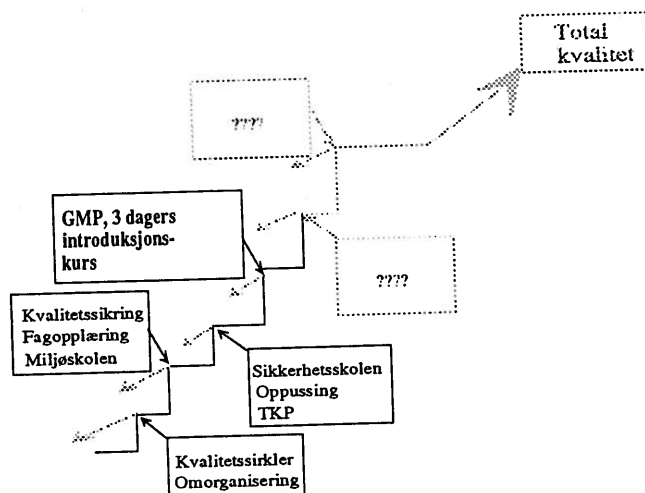 Total
kvalitet
????
GMP, 3 dagers
introduksjons-
kurs
????
Kvalitetssikring
Fagopplæring
Miljøskolen
Sikkerhetsskolen
Oppussing
TKP
Kvalitetssirkler
Omorganisering